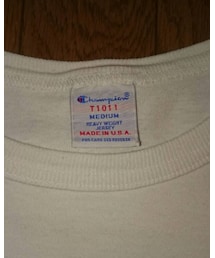 Champion®
T1011
MEDIUM
HEAVY WEIGHT
JERSEY
MADE IN U.S.A.